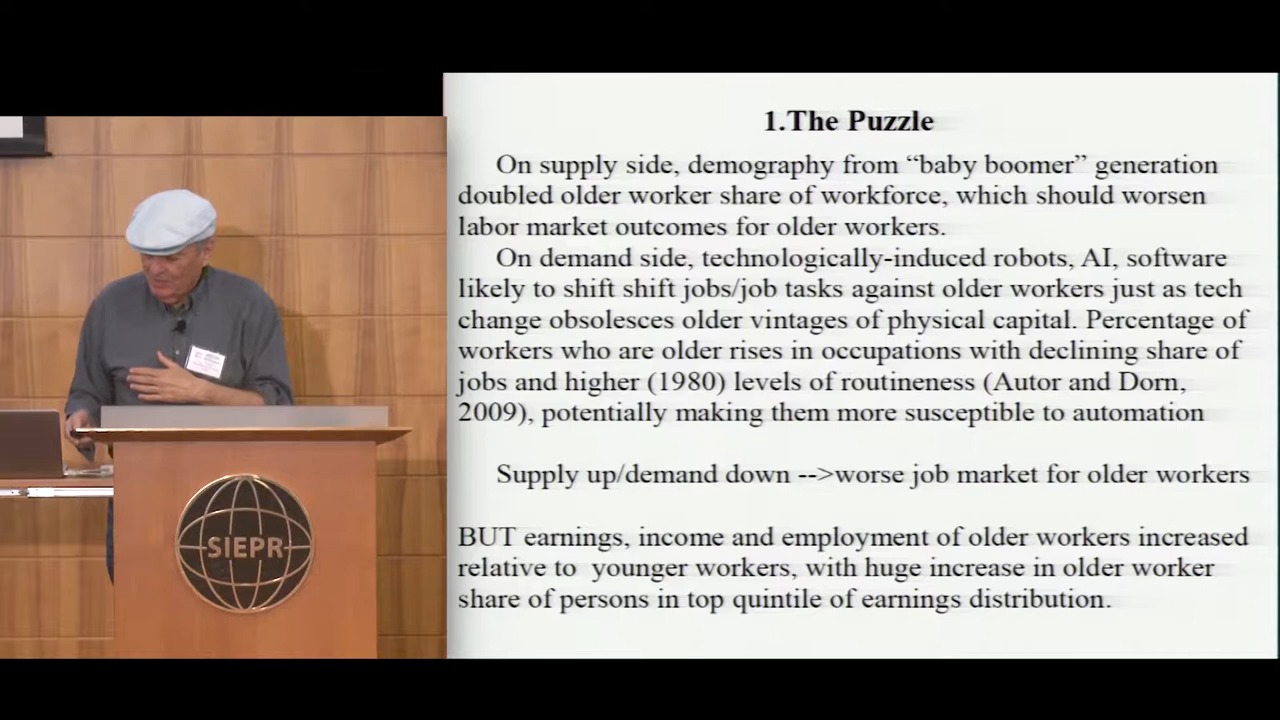 1.The Puzzle
On supply side, demography from “baby boomer” generation
doubled older worker share of workforce, which should worsen
labor market outcomes for older workers.
On demand side, technologically-induced robots, AI, software
likely to shift shift jobs/job tasks against older workers just as tech
change obsolesces older vintages of physical capital. Percentage of
workers who are older rises in occupations with declining share of
jobs and higher (1980) levels of routineness (Autor and Dorn,
2009), potentially making them more susceptible to automation
Supply up/demand down -->worse job market for older workers
BUT earnings, income and employment of older workers increased
relative to  younger workers, with huge increase in older worker
share of persons in top quintile of earnings distribution.
SIEPR